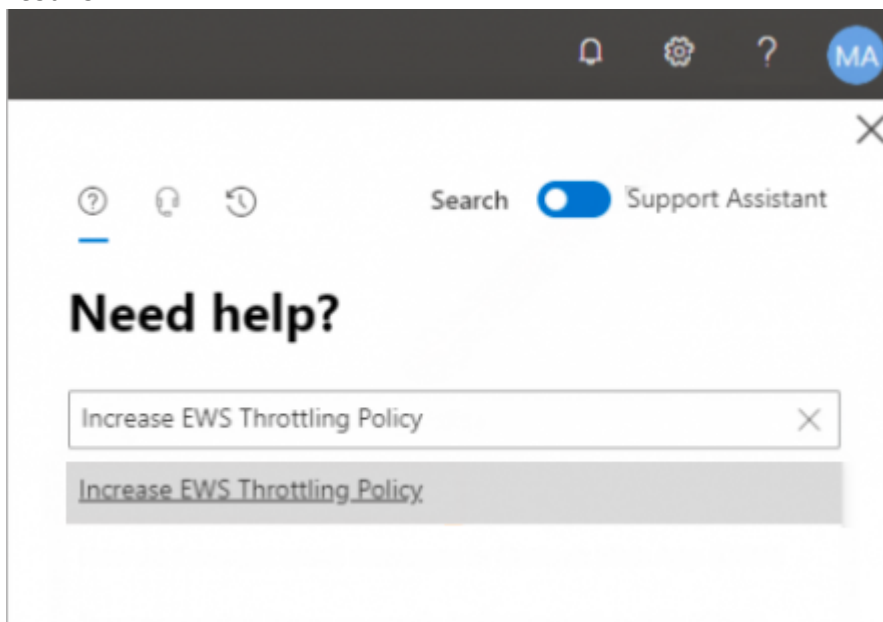 ?
MA
Search Support Assistant
Need help?
Increase EWS Throttling Policy
Increase EWS Throttling Policy